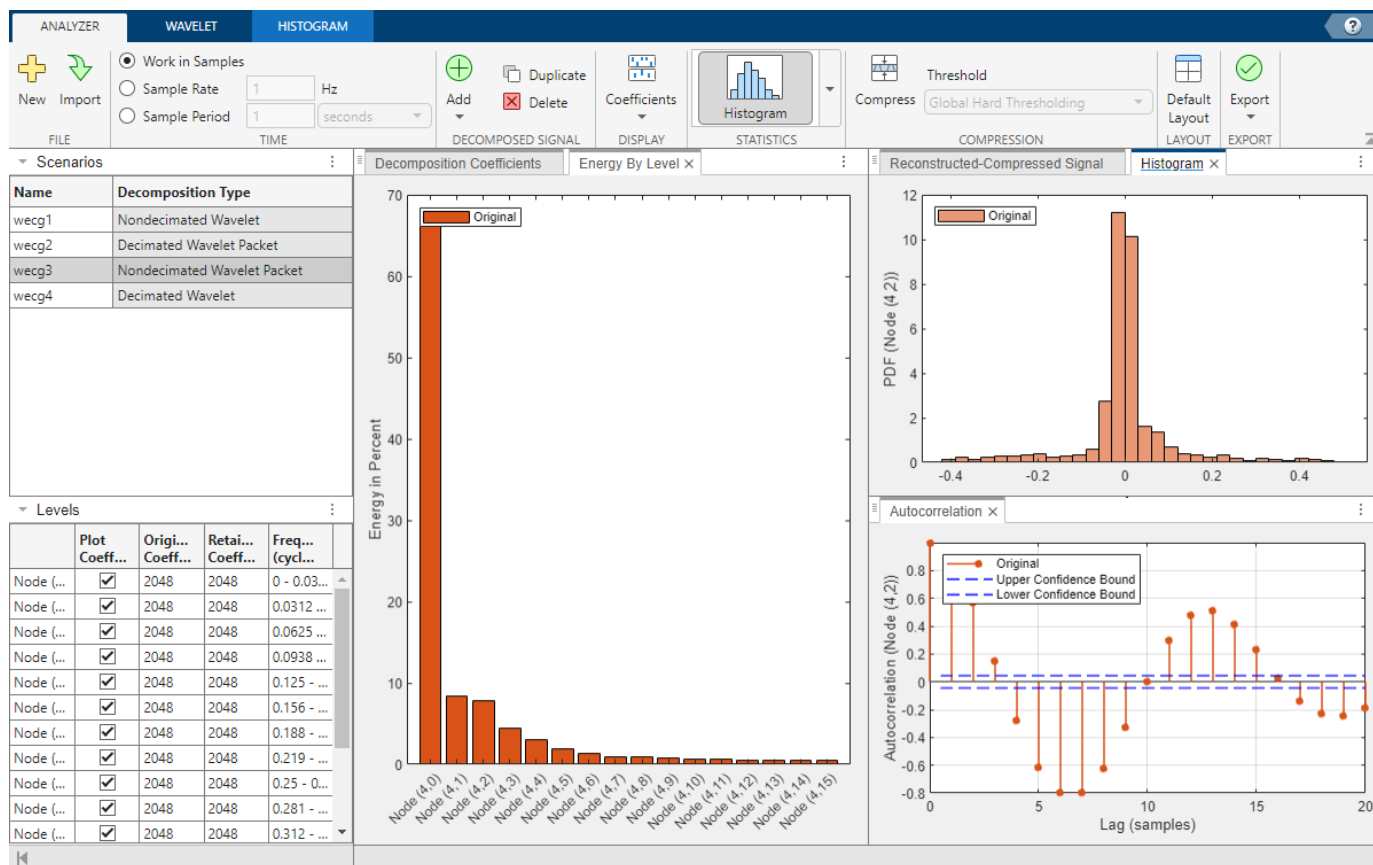 ANALYZER WAVELET HISTOGRAM ?
New Import
Work in Samples
Sample Rate 1 Hz
Sample Period 1 seconds
Add
Duplicate
Delete
Coefficients
Histogram
Compress
Threshold
Global Hard Thresholding
Default Layout
Export
FILE TIME DECOMPOSED SIGNAL DISPLAY STATISTICS COMPRESSION LAYOUT EXPORT
Scenarios
Name Decomposition Type
wecg1 Nondecimated Wavelet
wecg2 Decimated Wavelet Packet
wecg3 Nondecimated Wavelet Packet
wecg4 Decimated Wavelet
Levels
Plot Coeff... Origi... Coeff... Retai... Coeff... Freq... (cycl...
Node (... 2048 2048 0 - 0.03...
Node (... 2048 2048 0.0312 ...
Node (... 2048 2048 0.0625 ...
Node (... 2048 2048 0.0938 ...
Node (... 2048 2048 0.125 - ...
Node (... 2048 2048 0.156 - ...
Node (... 2048 2048 0.188 - ...
Node (... 2048 2048 0.219 - ...
Node (... 2048 2048 0.25 - 0...
Node (... 2048 2048 0.281 - ...
Node (... 2048 2048 0.312 - ...
Decomposition Coefficients Energy By Level
Original
Energy in Percent
70
60
50
40
30
20
10
0
Node (4,0) Node (4,1) Node (4,2) Node (4,3) Node (4,4) Node (4,5) Node (4,6) Node (4,7) Node (4,8) Node (4,9) Node (4,10) Node (4,11) Node (4,12) Node (4,13) Node (4,14) Node (4,15)
Reconstructed-Compressed Signal Histogram
Original
PDF (Node (4,2))
12
10
8
6
4
2
0
-0.4 -0.2 0 0.2 0.4
Autocorrelation
Original
Upper Confidence Bound
Lower Confidence Bound
Autocorrelation (Node (4,2))
0.8
0.6
0.4
0.2
0
-0.2
-0.4
-0.6
-0.8
0 5 10 15 20
Lag (samples)